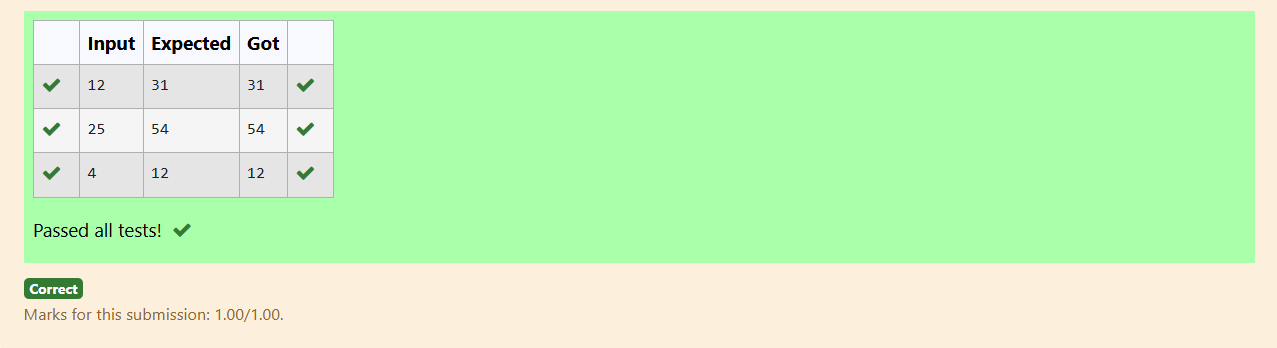 Input Expected Got
12 31 31
25 54 54
4 12 12
Passed all tests!
Correct
Marks for this submission: 1.00/1.00.